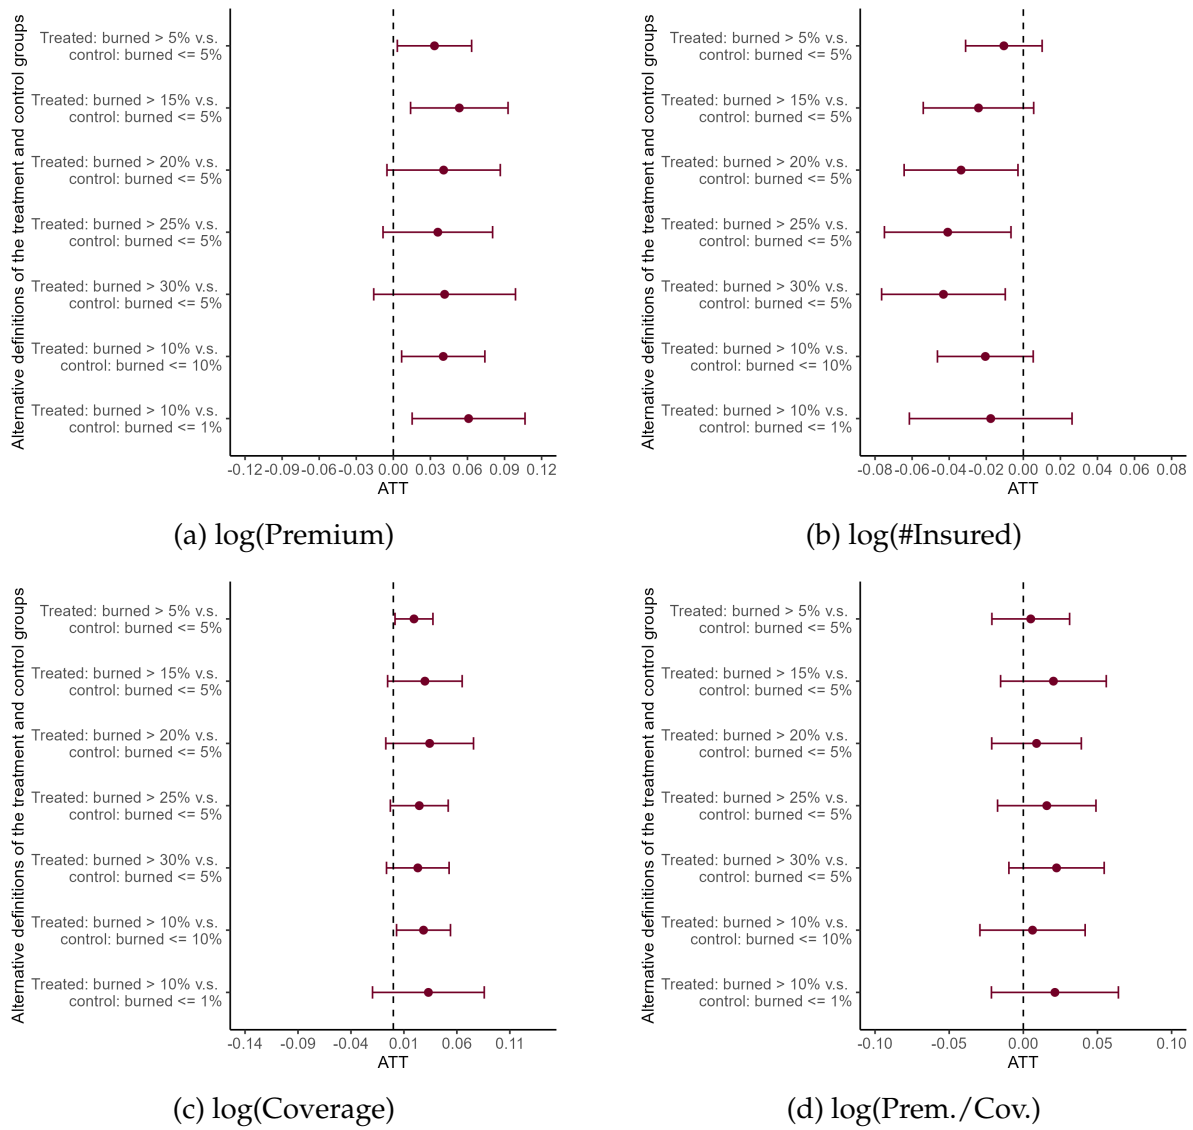 Alternative definitions of the treatment and control groups
Treated: burned > 5% v.s.
control: burned <= 5%
Treated: burned > 15% v.s.
control: burned <= 5%
Treated: burned > 20% v.s.
control: burned <= 5%
Treated: burned > 25% v.s.
control: burned <= 5%
Treated: burned > 30% v.s.
control: burned <= 5%
Treated: burned > 10% v.s.
control: burned <= 10%
Treated: burned > 10% v.s.
control: burned <= 1%
-0.12 -0.09 -0.06 -0.03 0.00 0.03 0.06 0.09 0.12
ATT
(a) log(Premium)
Alternative definitions of the treatment and control groups
Treated: burned > 5% v.s.
control: burned <= 5%
Treated: burned > 15% v.s.
control: burned <= 5%
Treated: burned > 20% v.s.
control: burned <= 5%
Treated: burned > 25% v.s.
control: burned <= 5%
Treated: burned > 30% v.s.
control: burned <= 5%
Treated: burned > 10% v.s.
control: burned <= 10%
Treated: burned > 10% v.s.
control: burned <= 1%
-0.08 -0.06 -0.04 -0.02 0.00 0.02 0.04 0.06 0.08
ATT
(b) log(#Insured)
Alternative definitions of the treatment and control groups
Treated: burned > 5% v.s.
control: burned <= 5%
Treated: burned > 15% v.s.
control: burned <= 5%
Treated: burned > 20% v.s.
control: burned <= 5%
Treated: burned > 25% v.s.
control: burned <= 5%
Treated: burned > 30% v.s.
control: burned <= 5%
Treated: burned > 10% v.s.
control: burned <= 10%
Treated: burned > 10% v.s.
control: burned <= 1%
-0.14 -0.09 -0.04 0.01 0.06 0.11
ATT
(c) log(Coverage)
Alternative definitions of the treatment and control groups
Treated: burned > 5% v.s.
control: burned <= 5%
Treated: burned > 15% v.s.
control: burned <= 5%
Treated: burned > 20% v.s.
control: burned <= 5%
Treated: burned > 25% v.s.
control: burned <= 5%
Treated: burned > 30% v.s.
control: burned <= 5%
Treated: burned > 10% v.s.
control: burned <= 10%
Treated: burned > 10% v.s.
control: burned <= 1%
-0.10 -0.05 0.00 0.05 0.10
ATT
(d) log(Prem./Cov.)